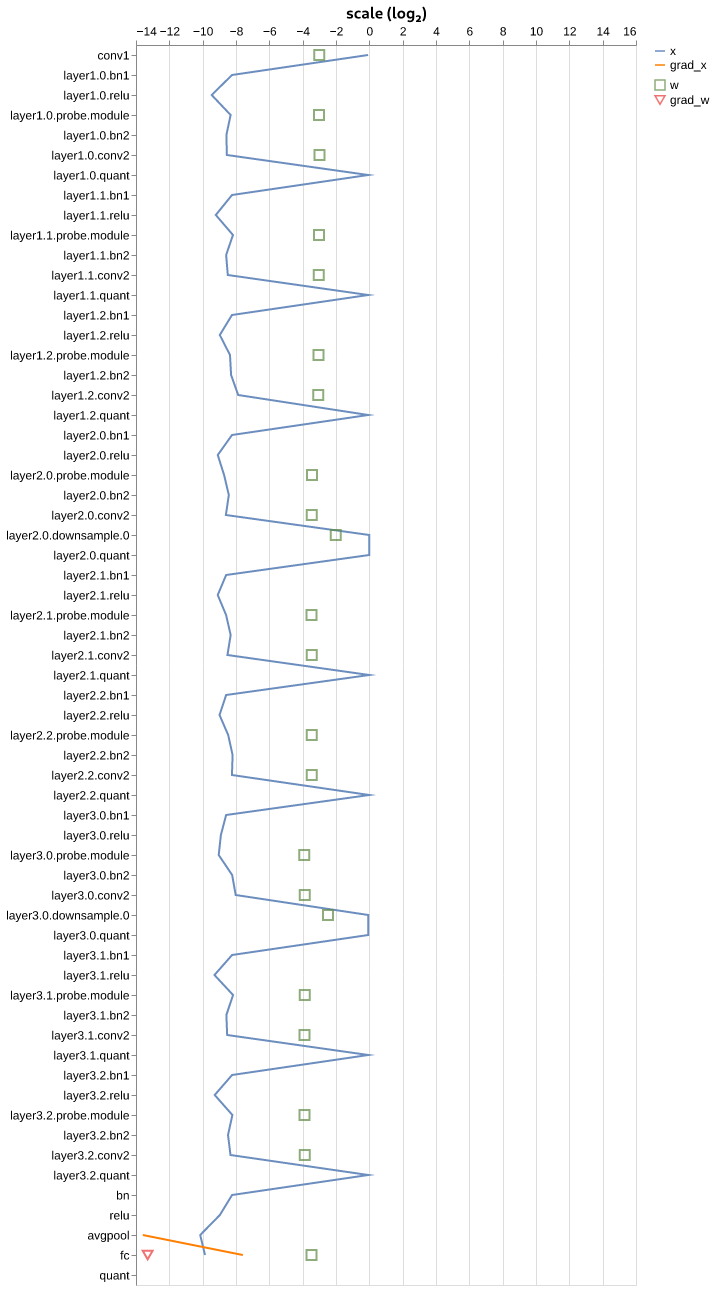 scale (log₂)
−14 −12 −10 −8 −6 −4 −2 0 2 4 6 8 10 12 14 16
x
grad_x
w
grad_w
conv1
layer1.0.bn1
layer1.0.relu
layer1.0.probe.module
layer1.0.bn2
layer1.0.conv2
layer1.0.quant
layer1.1.bn1
layer1.1.relu
layer1.1.probe.module
layer1.1.bn2
layer1.1.conv2
layer1.1.quant
layer1.2.bn1
layer1.2.relu
layer1.2.probe.module
layer1.2.bn2
layer1.2.conv2
layer1.2.quant
layer2.0.bn1
layer2.0.relu
layer2.0.probe.module
layer2.0.bn2
layer2.0.conv2
layer2.0.downsample.0
layer2.0.quant
layer2.1.bn1
layer2.1.relu
layer2.1.probe.module
layer2.1.bn2
layer2.1.conv2
layer2.1.quant
layer2.2.bn1
layer2.2.relu
layer2.2.probe.module
layer2.2.bn2
layer2.2.conv2
layer2.2.quant
layer3.0.bn1
layer3.0.relu
layer3.0.probe.module
layer3.0.bn2
layer3.0.conv2
layer3.0.downsample.0
layer3.0.quant
layer3.1.bn1
layer3.1.relu
layer3.1.probe.module
layer3.1.bn2
layer3.1.conv2
layer3.1.quant
layer3.2.bn1
layer3.2.relu
layer3.2.probe.module
layer3.2.bn2
layer3.2.conv2
layer3.2.quant
bn
relu
avgpool
fc
quant